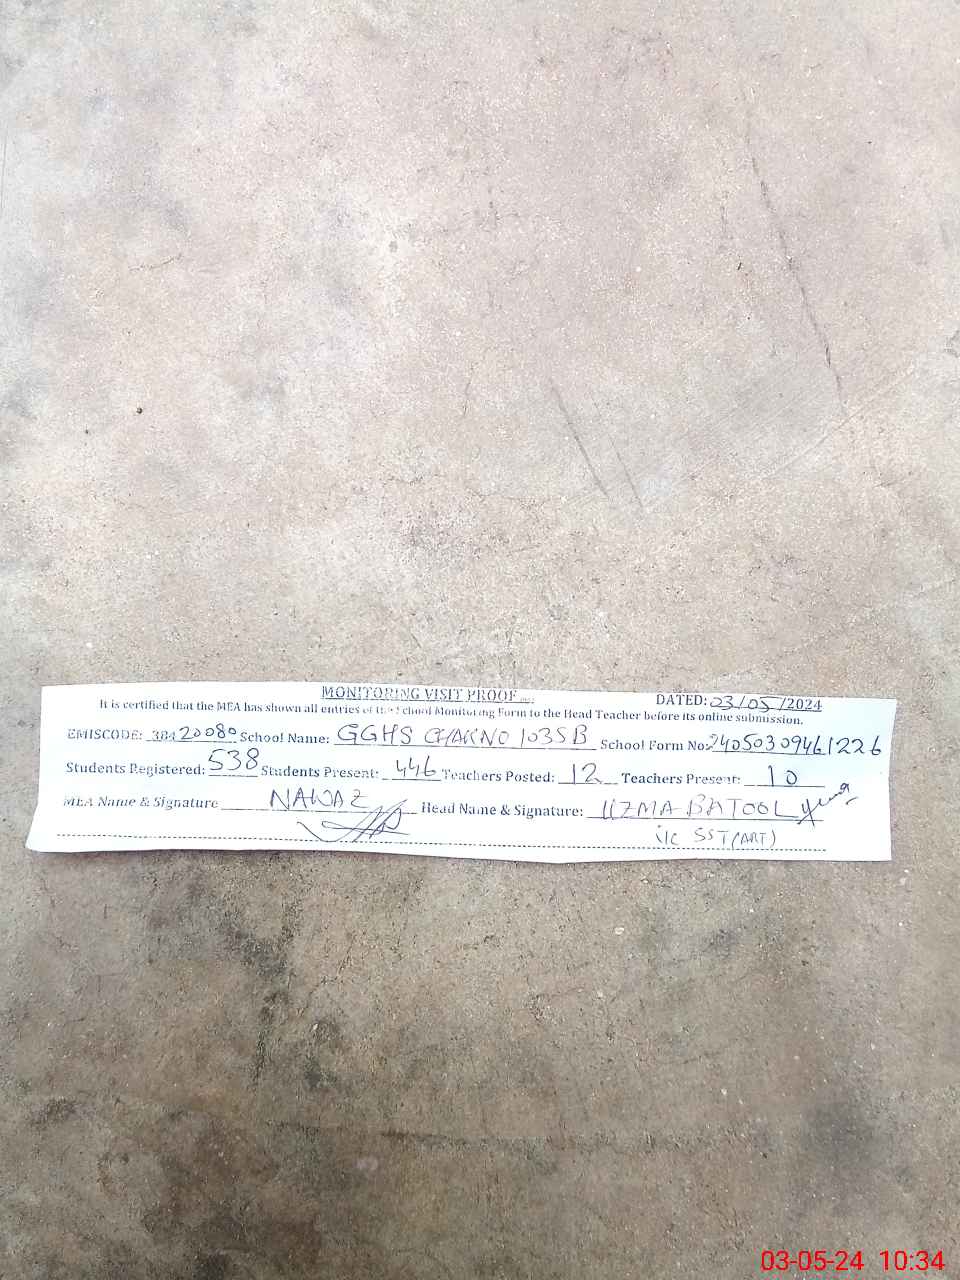 MONITORING VISIT PROOF
DATED: 03/05/2024
It is certified that the MEA has shown all entries of the School Monitoring Form to the Head Teacher before its online submission.
EMISCODE: 38420080 School Name: GGHS CHAK NO 103SB School Form No: 24050309461226
Students Registered: 538 Students Present: 446 Teachers Posted: 12 Teachers Present: 10
MEA Name & Signature NAWAZ Head Name & Signature: UZMA BATOOL
i/c SST(ART)
03-05-24 10:34